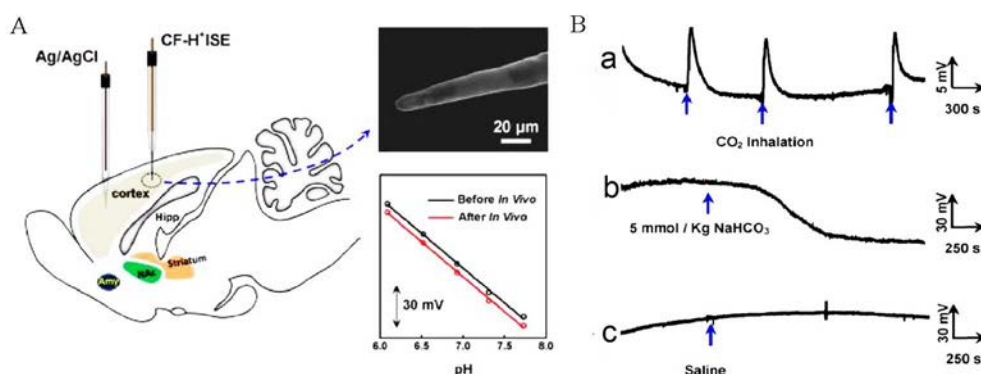 A
Ag/AgCl
CF-H⁺ISE
cortex
Hipp
Striatum
NAc
Amy
20 µm
Before In Vivo
After In Vivo
30 mV
6.0 6.5 7.0 7.5 8.0
pH
B
a
5 mV
300 s
CO₂ Inhalation
b
5 mmol / Kg NaHCO₃
30 mV
250 s
c
Saline
30 mV
250 s